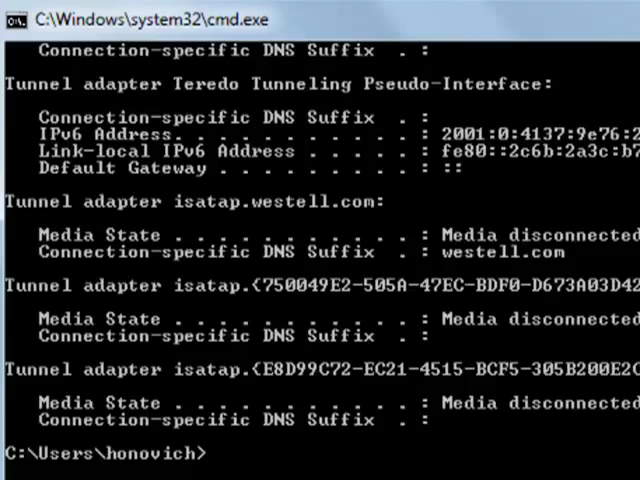 C:\Windows\system32\cmd.exe
Connection-specific DNS Suffix  . :
Tunnel adapter Teredo Tunneling Pseudo-Interface:
Connection-specific DNS Suffix  . :
IPv6 Address. . . . . . . . . . . : 2001:0:4137:9e76:2
Link-local IPv6 Address . . . . . : fe80::2c6b:2a3c:b7
Default Gateway . . . . . . . . . : ::
Tunnel adapter isatap.westell.com:
Media State . . . . . . . . . . . : Media disconnected
Connection-specific DNS Suffix  . : westell.com
Tunnel adapter isatap.{750049E2-505A-47EC-BDF0-D673A03D42
Media State . . . . . . . . . . . : Media disconnected
Connection-specific DNS Suffix  . :
Tunnel adapter isatap.{E8D99C72-EC21-4515-BCF5-305B200E2C
Media State . . . . . . . . . . . : Media disconnected
Connection-specific DNS Suffix  . :
C:\Users\honovich>